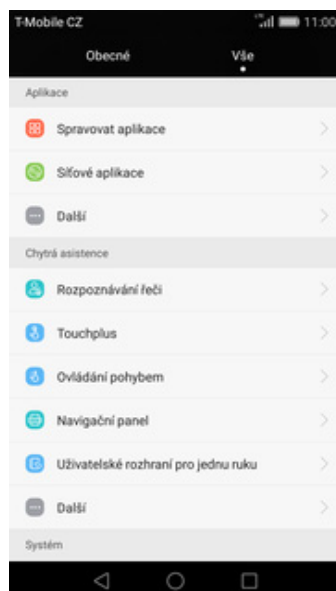 T-Mobile CZ 11:00
Obecné Vše
Aplikace
Spravovat aplikace
Síťové aplikace
Další
Chytrá asistence
Rozpoznávání řeči
Touchplus
Ovládání pohybem
Navigační panel
Uživatelské rozhraní pro jednu ruku
Další
Systém